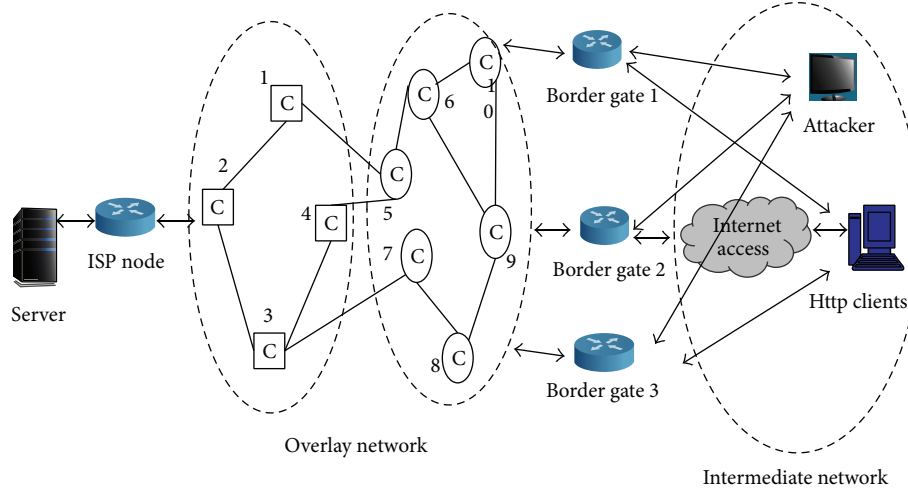 1
C
2
C
3
C
4
C
5
C
6
C
7
C
8
C
9
C
1
0
C
Server
ISP node
Overlay network
Border gate 1
Border gate 2
Border gate 3
Attacker
Internet
access
Http clients
Intermediate network